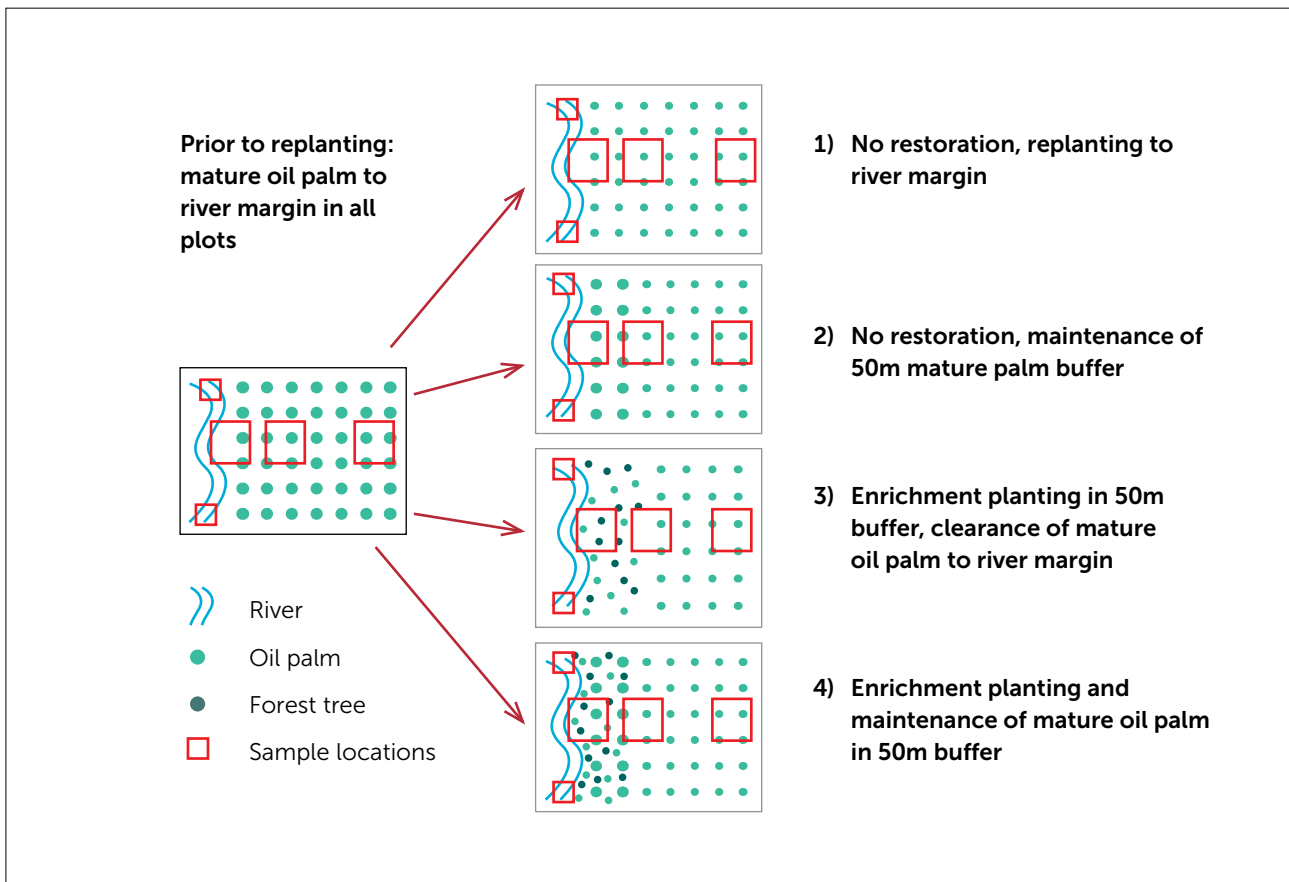 Prior to replanting:
mature oil palm to
river margin in all
plots
River
Oil palm
Forest tree
Sample locations
1) No restoration, replanting to
river margin
2) No restoration, maintenance of
50m mature palm buffer
3) Enrichment planting in 50m
buffer, clearance of mature
oil palm to river margin
4) Enrichment planting and
maintenance of mature oil palm
in 50m buffer